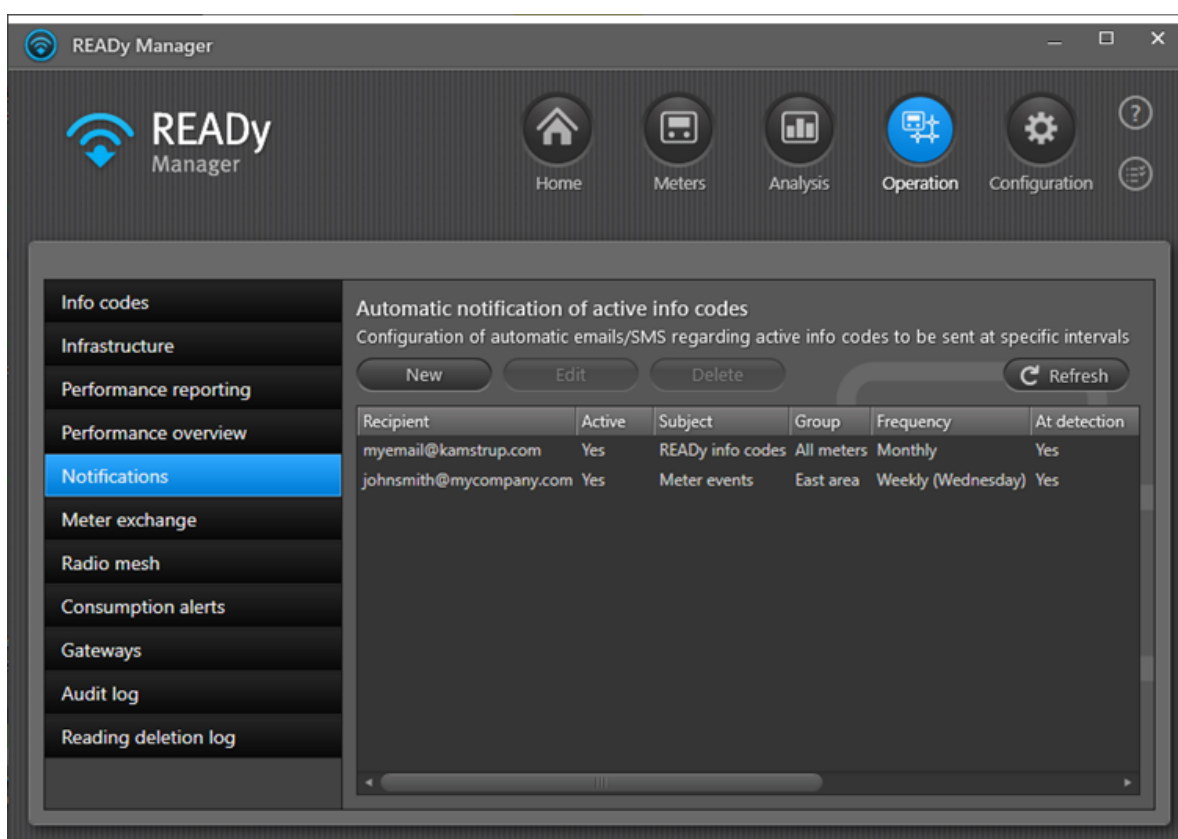 READy Manager
READy
Manager
Home Meters Analysis Operation Configuration
?
Info codes
Infrastructure
Performance reporting
Performance overview
Notifications
Meter exchange
Radio mesh
Consumption alerts
Gateways
Audit log
Reading deletion log
Automatic notification of active info codes
Configuration of automatic emails/SMS regarding active info codes to be sent at specific intervals
New Edit Delete Refresh
Recipient Active Subject Group Frequency At detection
myemail@kamstrup.com Yes READy info codes All meters Monthly Yes
johnsmith@mycompany.com Yes Meter events East area Weekly (Wednesday) Yes